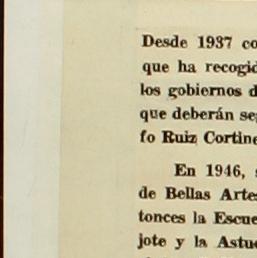 Desde 1937 co
que ha recogid
los gobiernos d
que deberán se
fo Ruiz Cortine
En 1946, s
de Bellas Arte
tonces la Escue
jote y la Astu